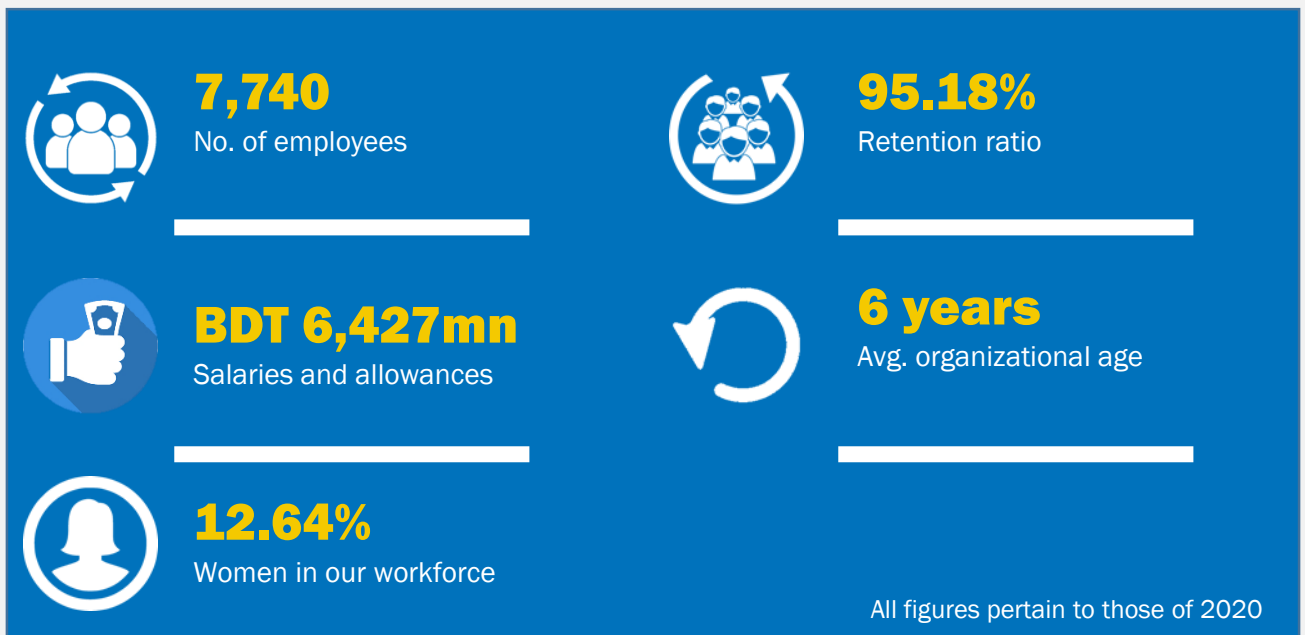 7,740
No. of employees
95.18%
Retention ratio
BDT 6,427mn
Salaries and allowances
6 years
Avg. organizational age
12.64%
Women in our workforce
All figures pertain to those of 2020